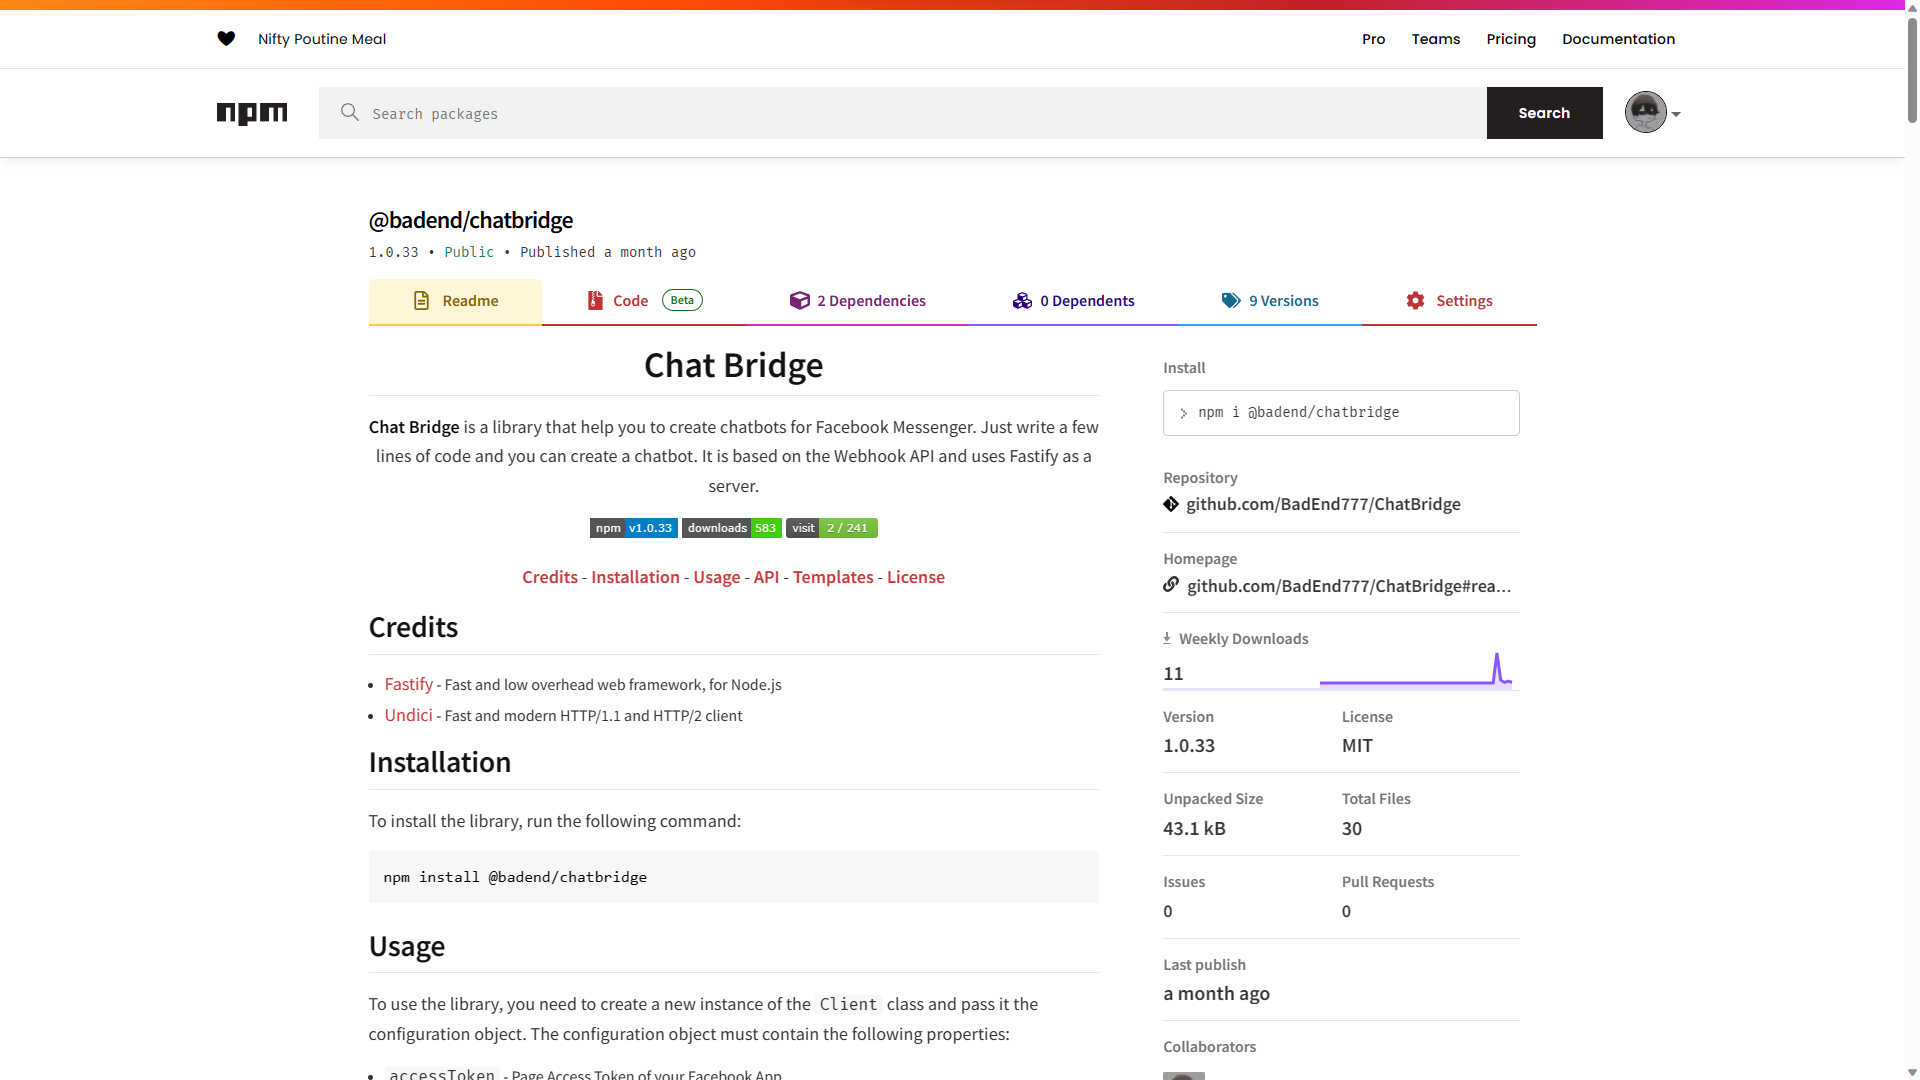 Nifty Poutine Meal
Pro
Teams
Pricing
Documentation
npm
Search packages
Search
@badend/chatbridge
1.0.33 • Public • Published a month ago
Readme
Code Beta
2 Dependencies
0 Dependents
9 Versions
Settings
Chat Bridge
Chat Bridge is a library that help you to create chatbots for Facebook Messenger. Just write a few
lines of code and you can create a chatbot. It is based on the Webhook API and uses Fastify as a
server.
npm v1.0.33 downloads 583 visit 2 / 241
Credits - Installation - Usage - API - Templates - License
Credits
• Fastify - Fast and low overhead web framework, for Node.js
• Undici - Fast and modern HTTP/1.1 and HTTP/2 client
Installation
To install the library, run the following command:
npm install @badend/chatbridge
Usage
To use the library, you need to create a new instance of the Client class and pass it the
configuration object. The configuration object must contain the following properties:
• accessToken - Page Access Token of your Facebook App
Install
> npm i @badend/chatbridge
Repository
github.com/BadEnd777/ChatBridge
Homepage
github.com/BadEnd777/ChatBridge#rea...
Weekly Downloads
11
Version
1.0.33
License
MIT
Unpacked Size
43.1 kB
Total Files
30
Issues
0
Pull Requests
0
Last publish
a month ago
Collaborators